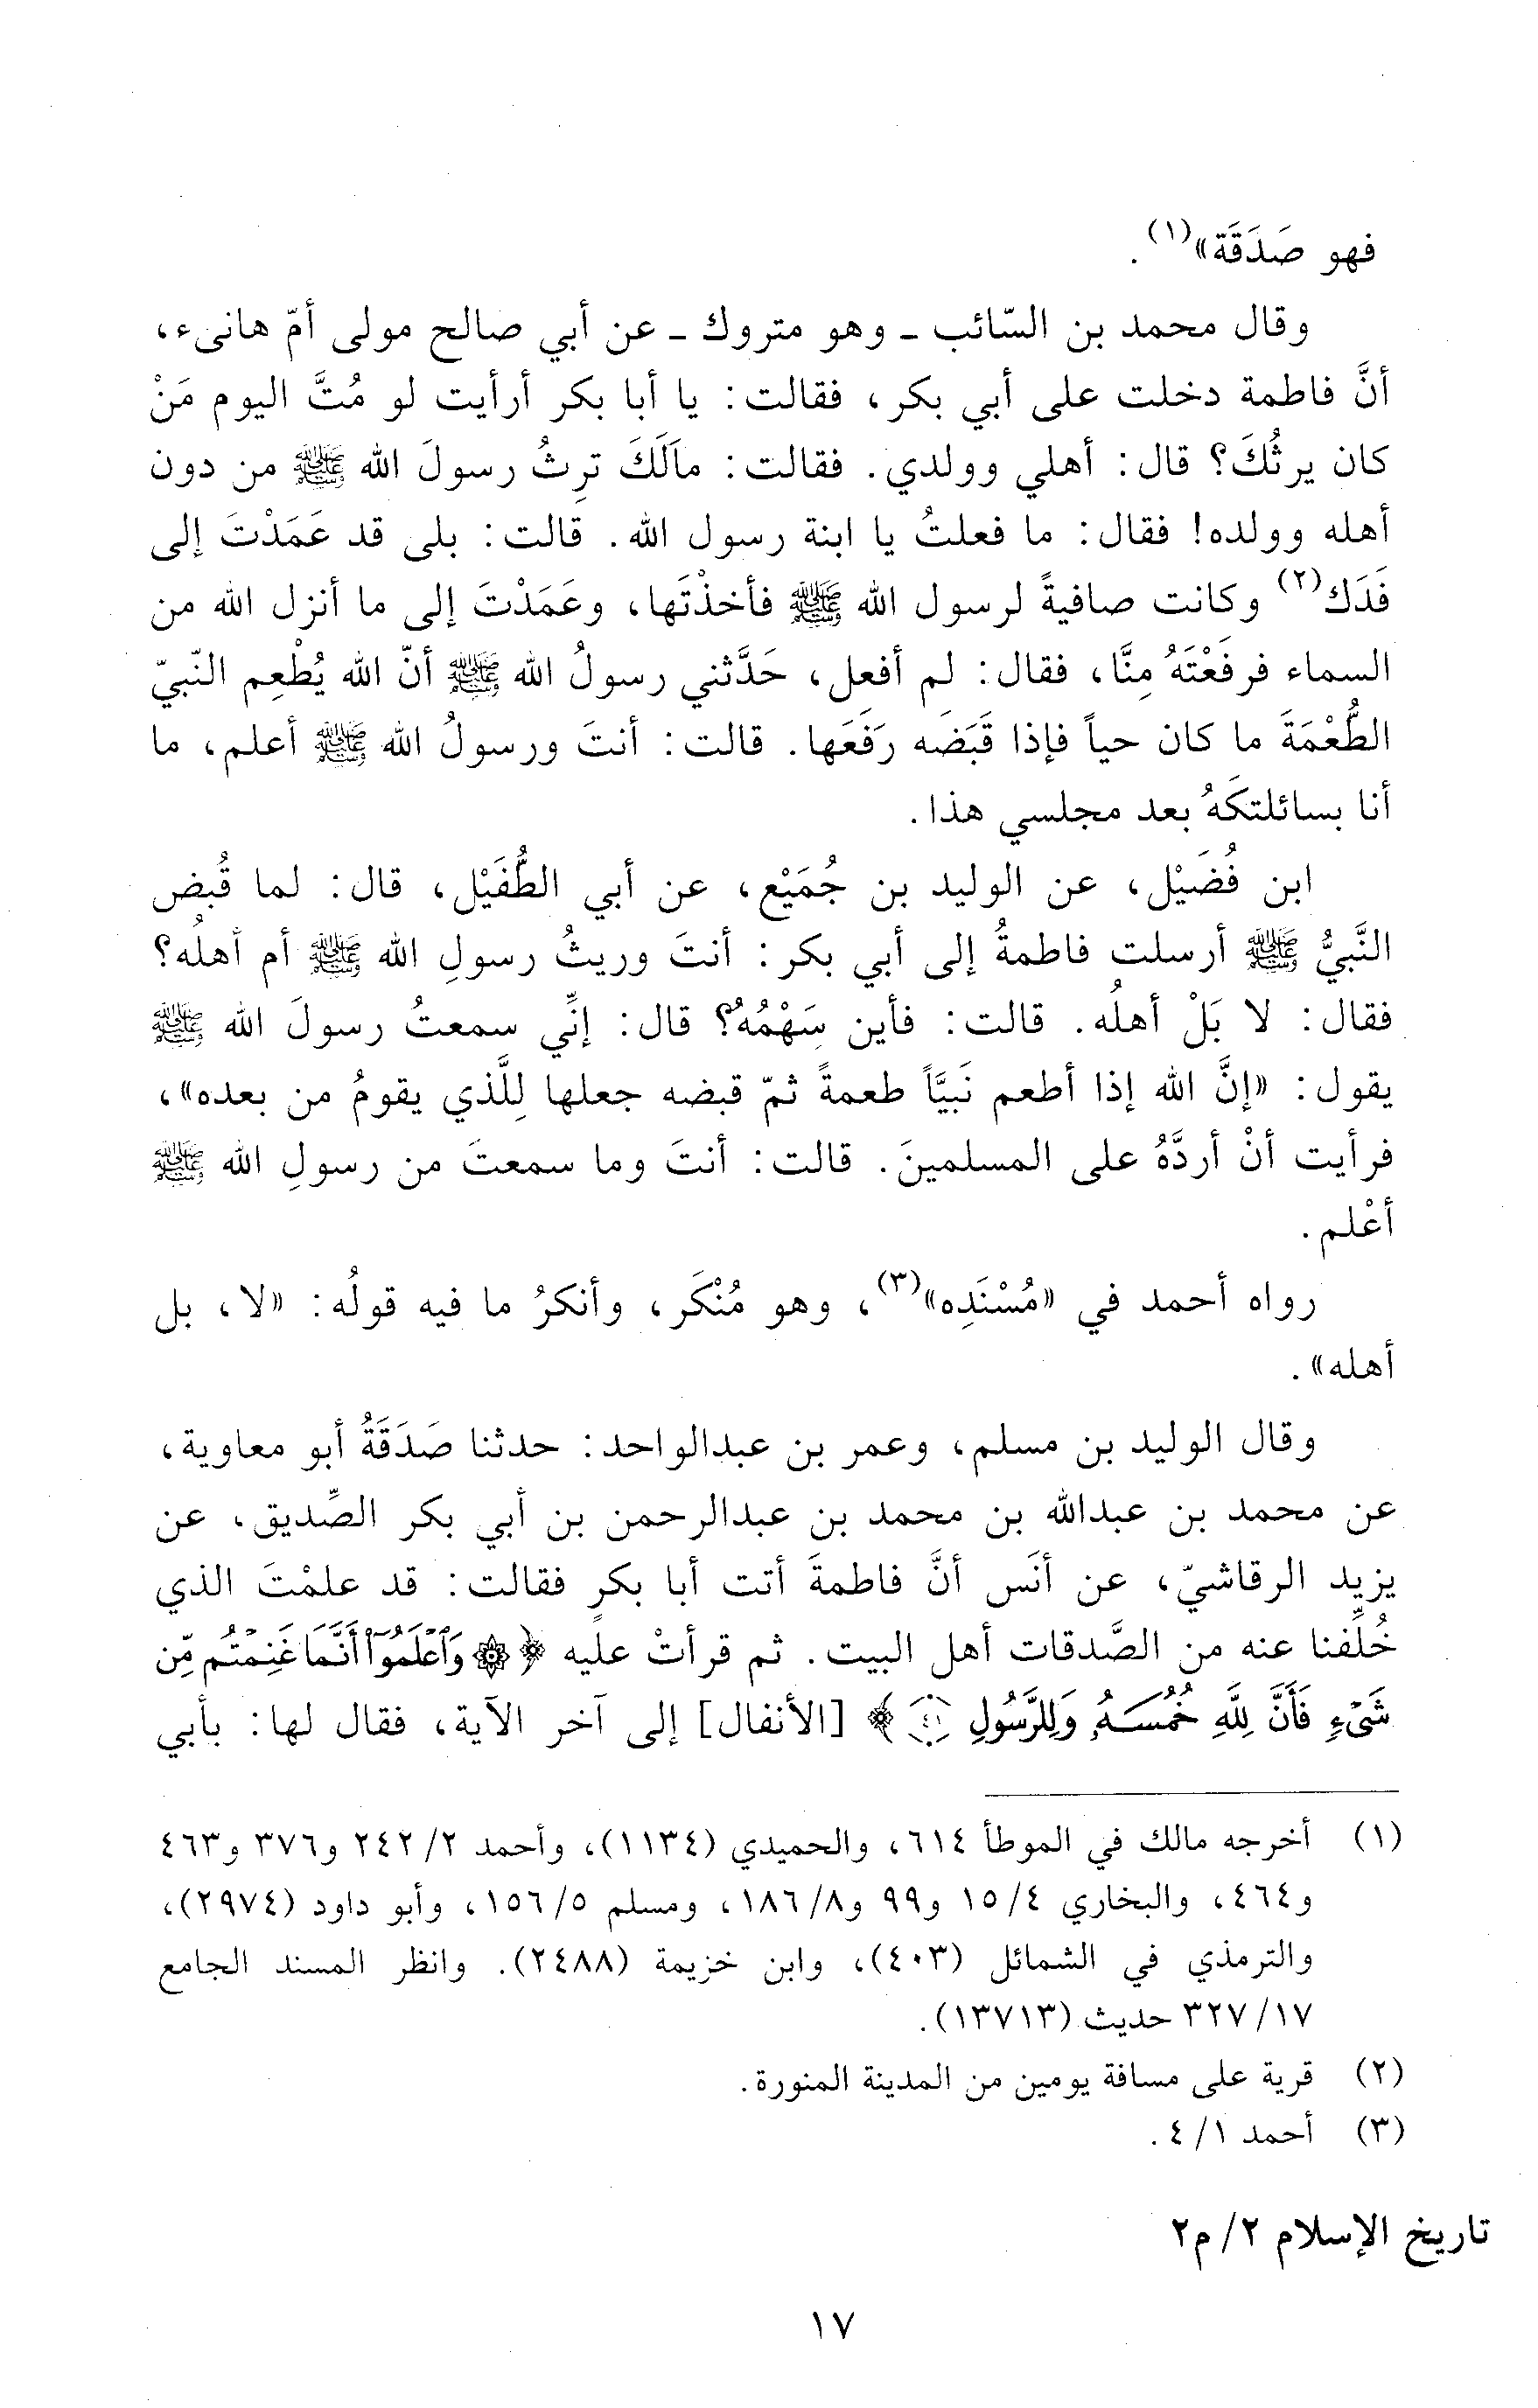 فهو صَدَقَة»(١).
وقال محمد بن السّائب ـ وهو متروك ـ عن أبي صالح مولى أمّ هانىء،
أنَّ فاطمة دخلت على أبي بكر، فقالت: يا أبا بكر أرأيت لو مُتَّ اليوم مَنْ
كان يرثُكَ؟ قال: أهلي وولدي. فقالت: مالَكَ ترِثُ رسولَ الله ﷺ من دون
أهله وولده! فقال: ما فعلتُ يا ابنة رسول الله. قالت: بلى قد عَمَدْتَ إلى
فَدَك(٢) وكانت صافيةً لرسول الله ﷺ فأخذْتَها، وعَمَدْتَ إلى ما أنزل الله من
السماء فرفَعْتَهُ مِنَّا، فقال: لم أفعل، حَدَّثني رسولُ الله ﷺ أنّ الله يُطْعِم النّبيّ
الطُّعْمَةَ ما كان حياً فإذا قَبَضَه رَفَعَها. قالت: أنتَ ورسولُ الله ﷺ أعلم، ما
أنا بسائلتكَهُ بعد مجلسي هذا.
ابن فُضَيْل، عن الوليد بن جُمَيْع، عن أبي الطُّفَيْل، قال: لما قُبض
النَّبيُّ ﷺ أرسلت فاطمةُ إلى أبي بكر: أنتَ وريثُ رسولِ الله ﷺ أم أهلُه؟
فقال: لا بَلْ أهلُه. قالت: فأين سَهْمُهُ؟ قال: إنِّي سمعتُ رسولَ الله ﷺ
يقول: «إنَّ الله إذا أطعم نَبيَّاً طعمةً ثمّ قبضه جعلها لِلَّذي يقومُ من بعده»،
فرأيت أنْ أردَّهُ على المسلمينَ. قالت: أنتَ وما سمعتَ من رسولِ الله ﷺ
أعْلم.
رواه أحمد في «مُسْنَدِه»(٣)، وهو مُنْكَر، وأنكرُ ما فيه قولُه: «لا، بل
أهله».
وقال الوليد بن مسلم، وعمر بن عبدالواحد: حدثنا صَدَقَةُ أبو معاوية،
عن محمد بن عبدالله بن محمد بن عبدالرحمن بن أبي بكر الصِّديق، عن
يزيد الرقاشيّ، عن أنَس أنَّ فاطمةَ أتت أبا بكرٍ فقالت: قد علمْتَ الذي
خُلِّفنا عنه من الصَّدقات أهل البيت. ثم قرأتْ عليه ﴿ ۞ وَٱعْلَمُوٓا۟ أَنَّمَا غَنِمْتُم مِّن
شَىْءٍ فَأَنَّ لِلَّهِ خُمُسَهُۥ وَلِلرَّسُولِ ﴿٤١﴾ ﴾ [الأنفال] إلى آخر الآية، فقال لها: بأبي
(١) أخرجه مالك في الموطأ ٦١٤، والحميدي (١١٣٤)، وأحمد ٢/ ٢٤٢ و٣٧٦ و٤٦٣
و٤٦٤، والبخاري ٤/ ١٥ و٩٩ و٨/ ١٨٦، ومسلم ٥/ ١٥٦، وأبو داود (٢٩٧٤)،
والترمذي في الشمائل (٤٠٣)، وابن خزيمة (٢٤٨٨). وانظر المسند الجامع
١٧/ ٣٢٧ حديث (١٣٧١٣).
(٢) قرية على مسافة يومين من المدينة المنورة.
(٣) أحمد ١/ ٤.
تاريخ الإسلام ٢/ م٢
١٧